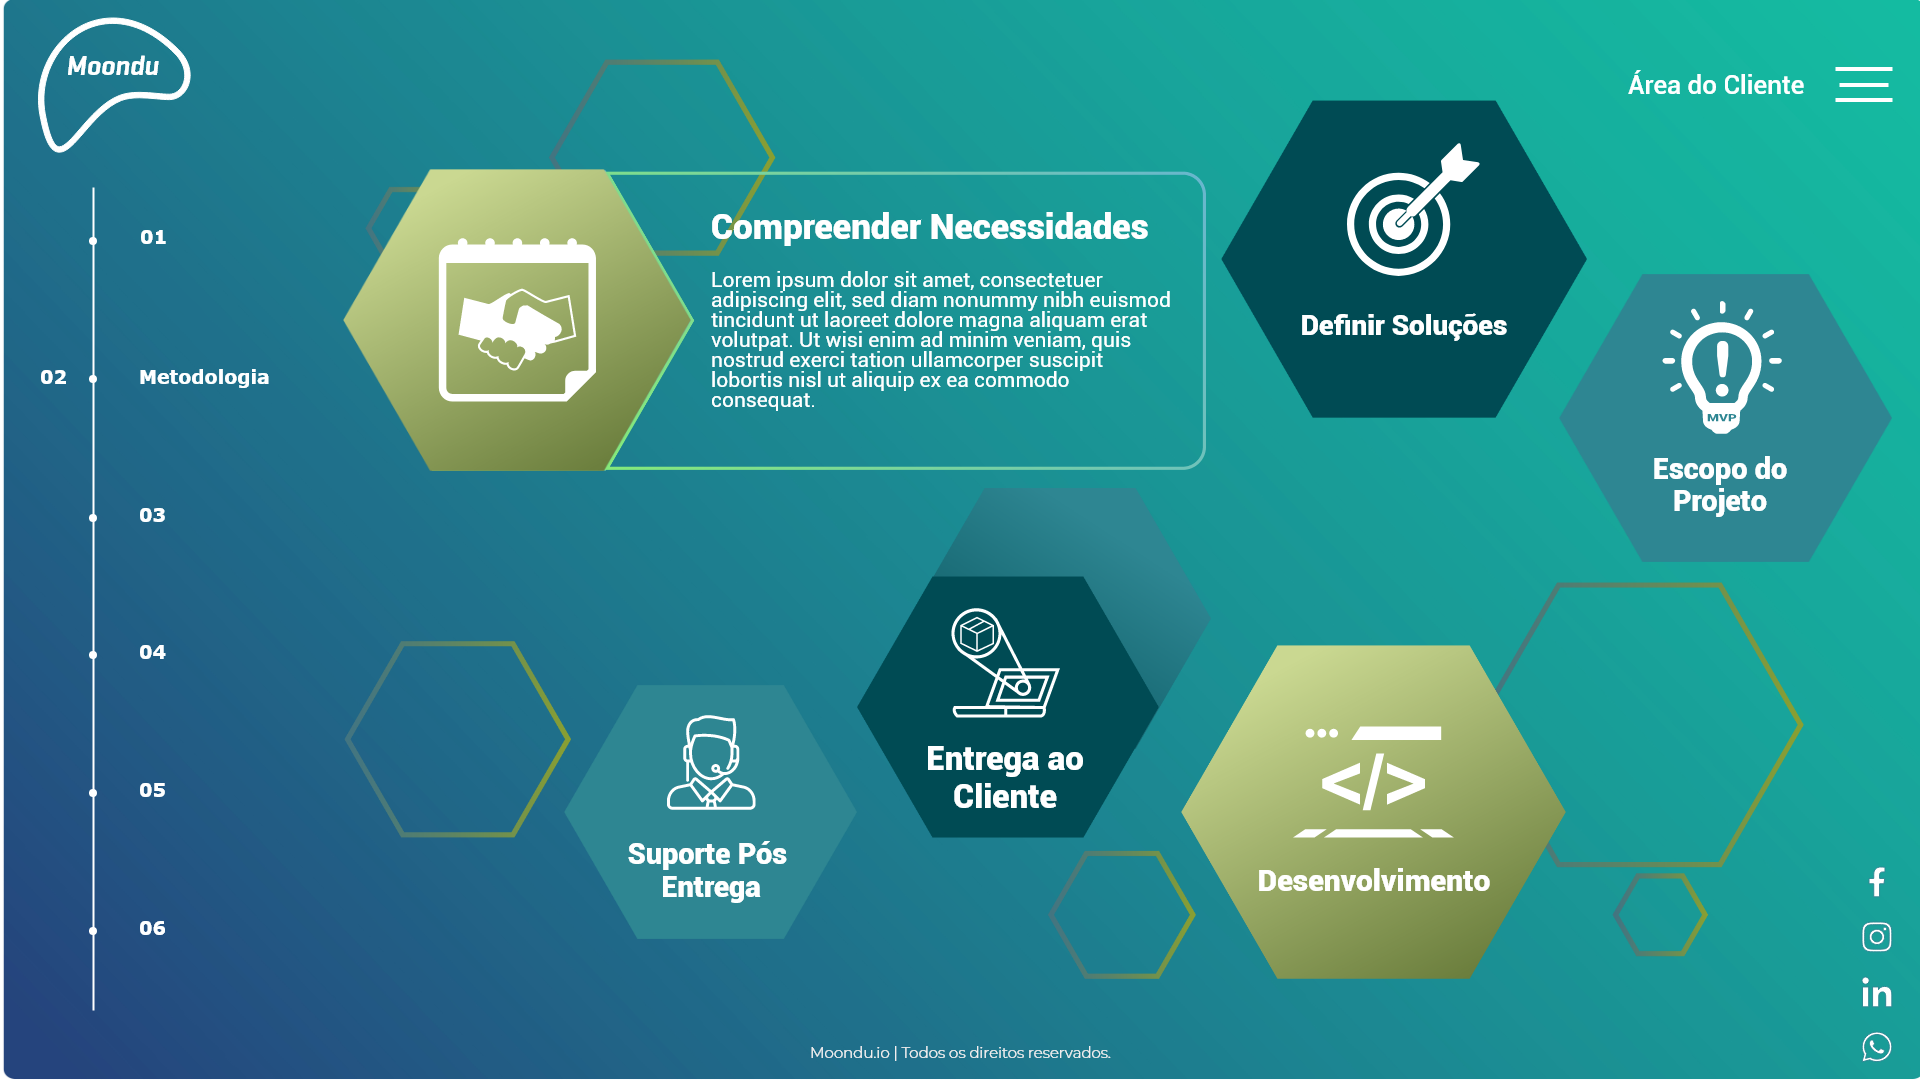 Moondu
Área do Cliente
01
02 Metodologia
03
04
05
06
Compreender Necessidades
Lorem ipsum dolor sit amet, consectetuer
adipiscing elit, sed diam nonummy nibh euismod
tincidunt ut laoreet dolore magna aliquam erat
volutpat. Ut wisi enim ad minim veniam, quis
nostrud exerci tation ullamcorper suscipit
lobortis nisl ut aliquip ex ea commodo
consequat.
Definir Soluções
MVP
Escopo do
Projeto
</>
Desenvolvimento
Entrega ao
Cliente
Suporte Pós
Entrega
f
in
Moondu.io | Todos os direitos reservados.